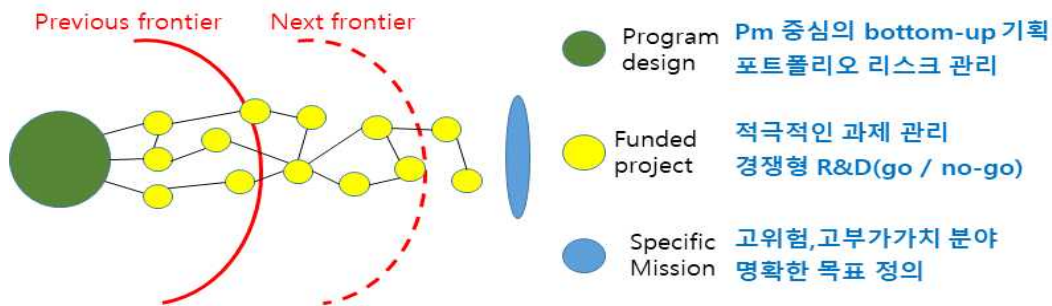 Previous frontier
Next frontier
Program
design
Pm 중심의 bottom-up 기획
포트폴리오 리스크 관리
Funded
project
적극적인 과제 관리
경쟁형 R&D(go / no-go)
Specific
Mission
고위험,고부가가치 분야
명확한 목표 정의